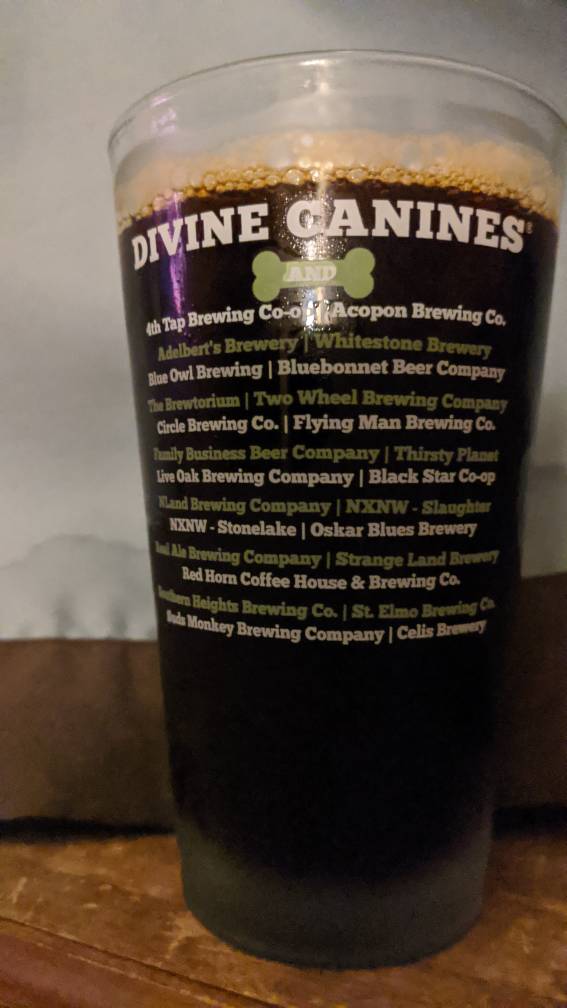 DIVINE CANINES®
AND
4th Tap Brewing Co-op | Acopon Brewing Co.
Adelbert's Brewery | Whitestone Brewery
Blue Owl Brewing | Bluebonnet Beer Company
The Brewtorium | Two Wheel Brewing Company
Circle Brewing Co. | Flying Man Brewing Co.
Family Business Beer Company | Thirsty Planet
Live Oak Brewing Company | Black Star Co-op
NLand Brewing Company | NXNW - Slaughter
NXNW - Stonelake | Oskar Blues Brewery
Real Ale Brewing Company | Strange Land Brewery
Red Horn Coffee House & Brewing Co.
Southern Heights Brewing Co. | St. Elmo Brewing Co.
Suds Monkey Brewing Company | Celis Brewery